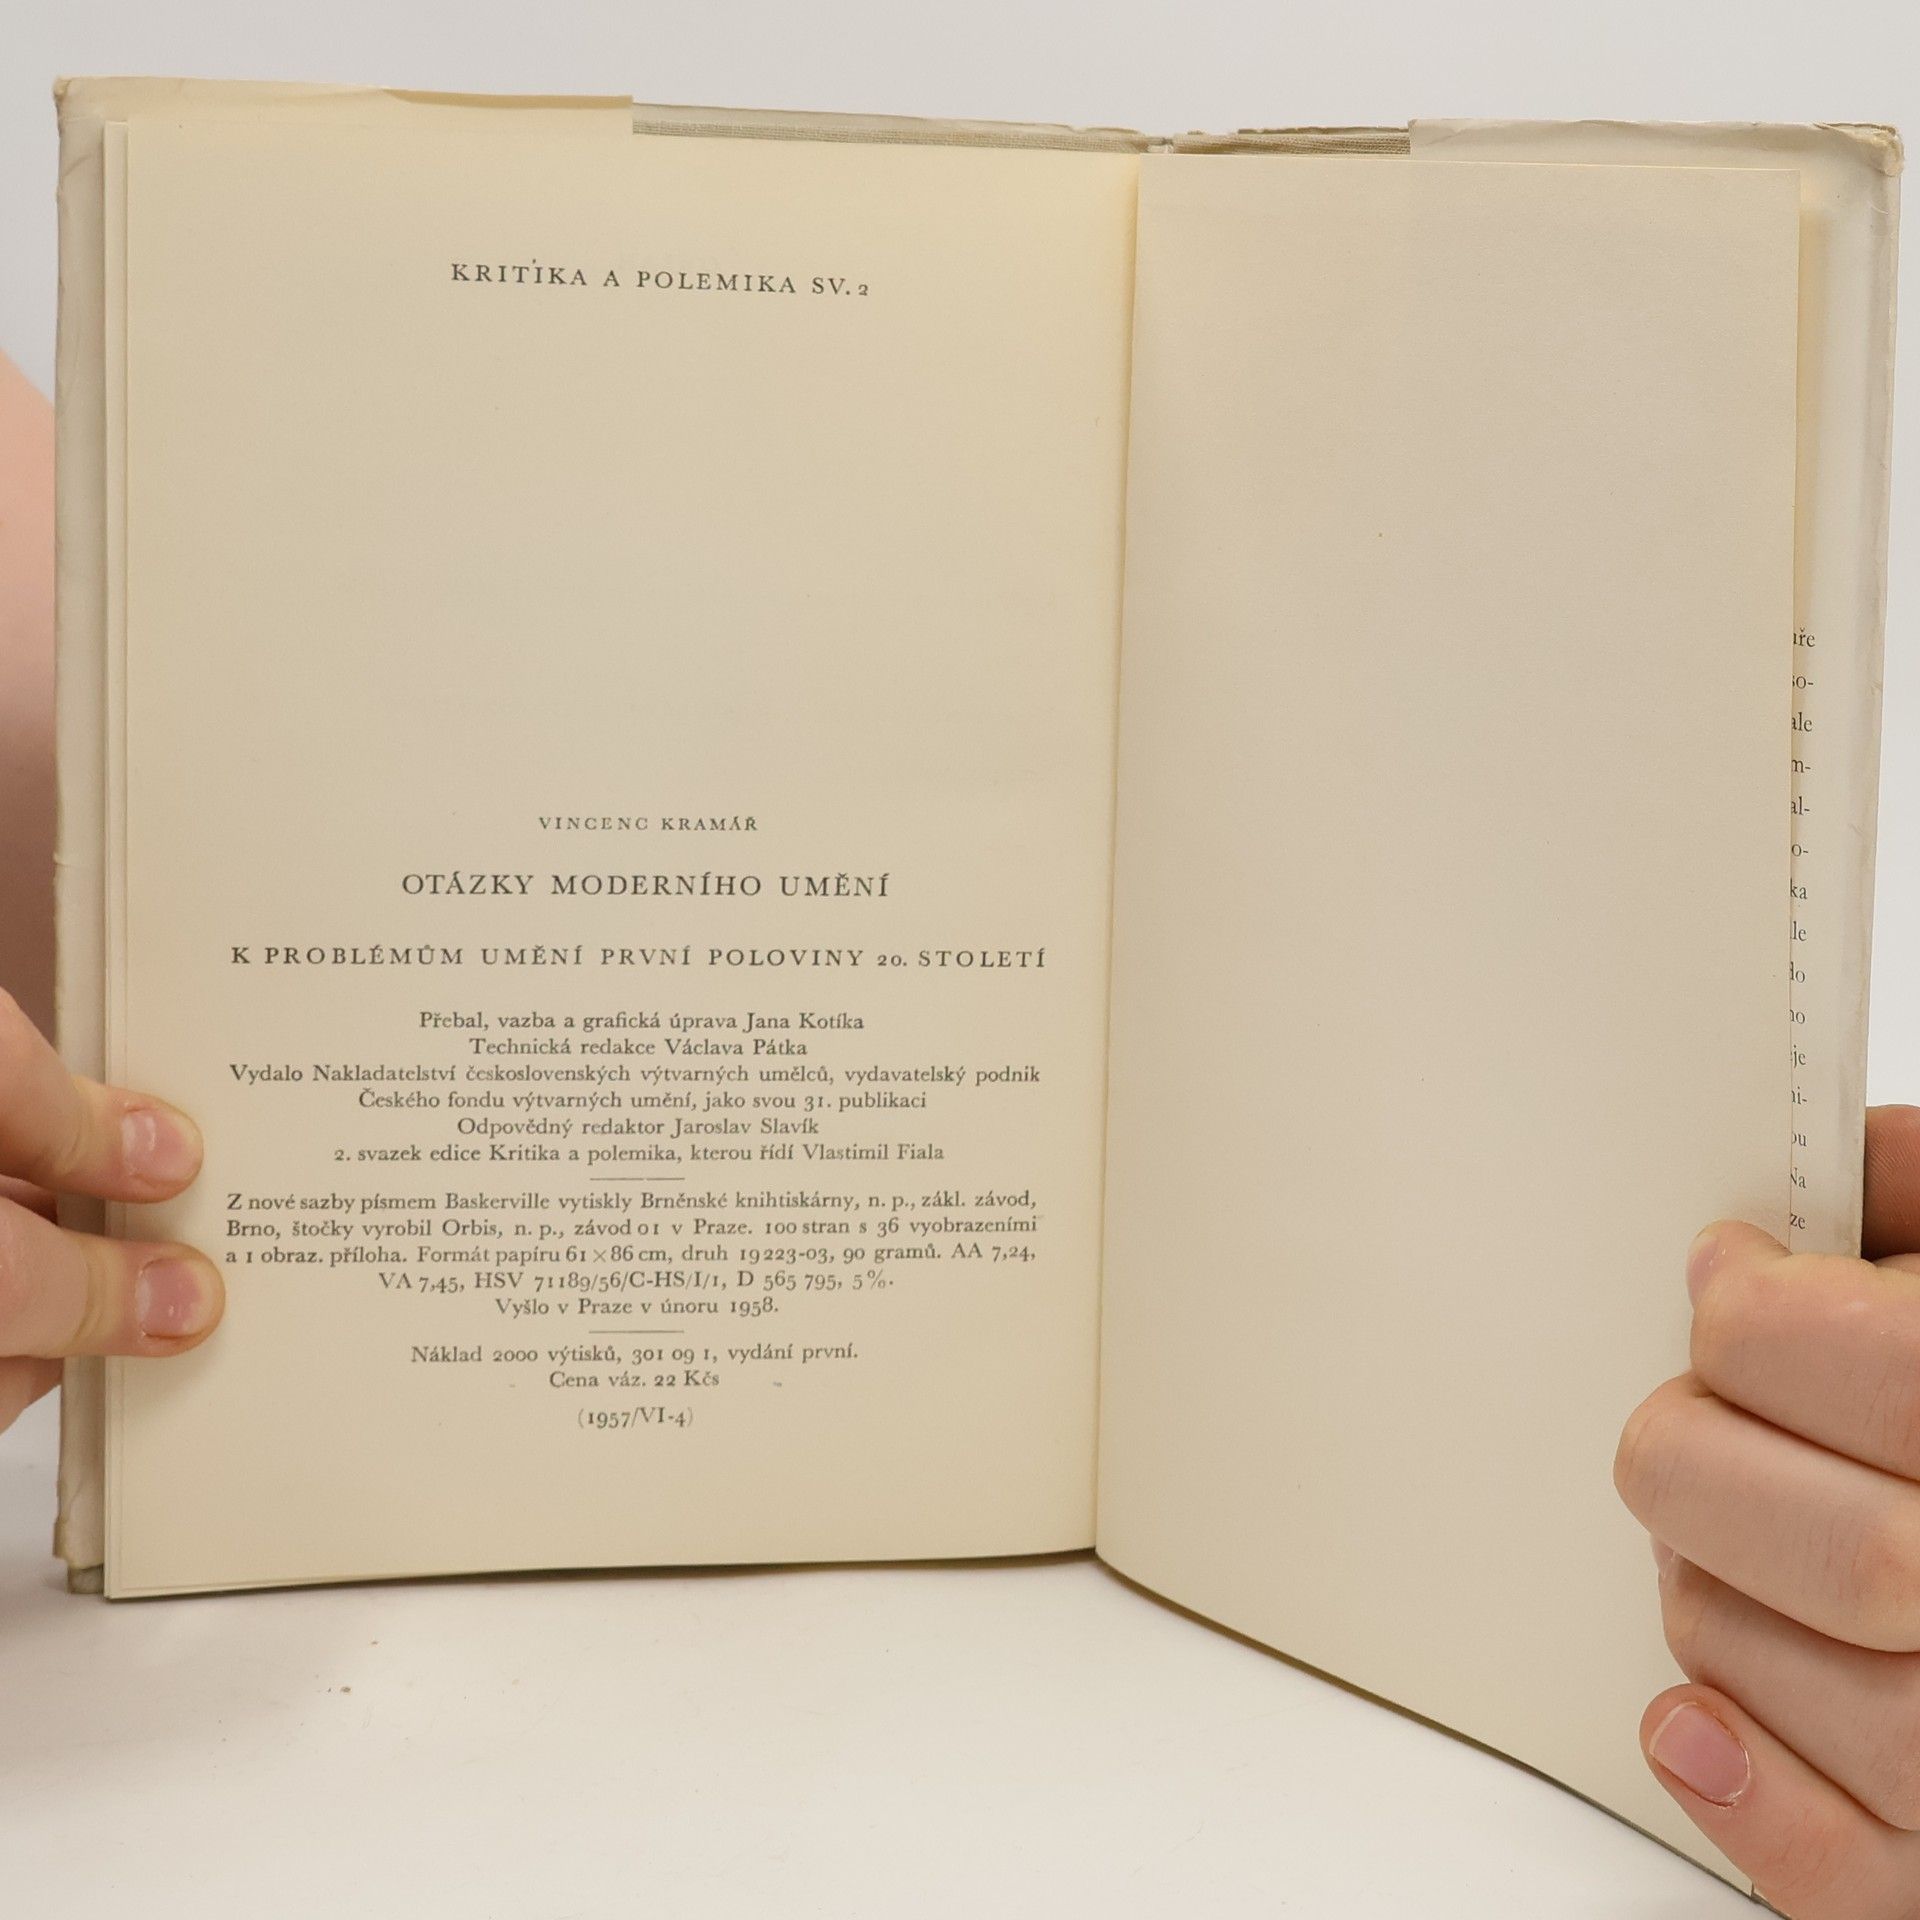 KRITIKA A POLEMIKA SV. 2
VINCENC KRAMÁŘ
OTÁZKY MODERNÍHO UMĚNÍ
K PROBLÉMŮM UMĚNÍ PRVNÍ POLOVINY 20. STOLETÍ
Přebal, vazba a grafická úprava Jana Kotíka
Technická redakce Václava Pátka
Vydalo Nakladatelství československých výtvarných umělců, vydavatelský podnik
Českého fondu výtvarných umění, jako svou 31. publikaci
Odpovědný redaktor Jaroslav Slavík
2. svazek edice Kritika a polemika, kterou řídí Vlastimil Fiala
Z nové sazby písmem Baskerville vytiskly Brněnské knihtiskárny, n. p., zákl. závod,
Brno, štočky vyrobil Orbis, n. p., závod 01 v Praze. 100 stran s 36 vyobrazeními
a 1 obraz. příloha. Formát papíru 61 × 86 cm, druh 19223-03, 90 gramů. AA 7,24,
VA 7,45, HSV 71189/56/C-HS/I/1, D 565 795, 5%.
Vyšlo v Praze v únoru 1958.
Náklad 2000 výtisků, 301 09 1, vydání první.
Cena váz. 22 Kčs
(1957/VI-4)